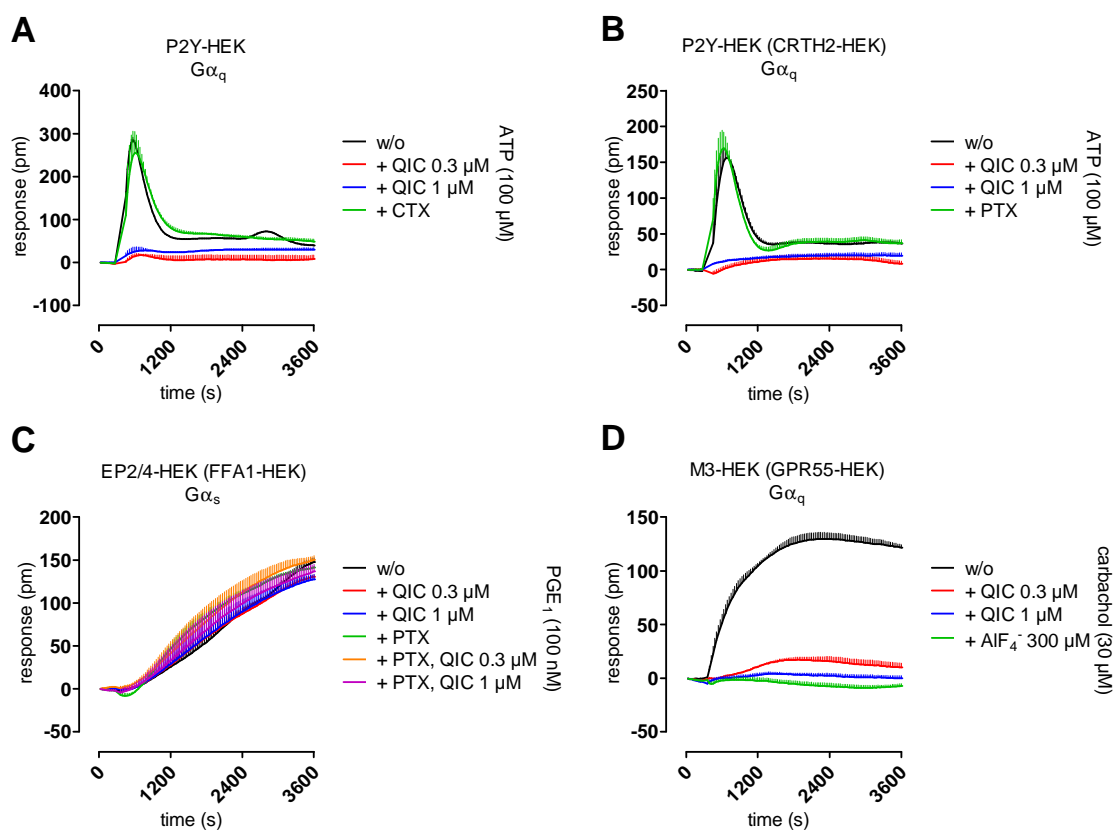 A
P2Y-HEK
Gαq
400
300
200
100
0
-100
response (pm)
0
1200
2400
3600
time (s)
w/o
+ QIC 0.3 µM
+ QIC 1 µM
+ CTX
ATP (100 µM)
B
P2Y-HEK (CRTH2-HEK)
Gαq
250
200
150
100
50
0
-50
response (pm)
0
1200
2400
3600
time (s)
w/o
+ QIC 0.3 µM
+ QIC 1 µM
+ PTX
ATP (100 µM)
C
EP2/4-HEK (FFA1-HEK)
Gαs
200
150
100
50
0
-50
response (pm)
0
1200
2400
3600
time (s)
w/o
+ QIC 0.3 µM
+ QIC 1 µM
+ PTX
+ PTX, QIC 0.3 µM
+ PTX, QIC 1 µM
PGE1 (100 nM)
D
M3-HEK (GPR55-HEK)
Gαq
150
100
50
0
-50
response (pm)
0
1200
2400
3600
time (s)
w/o
+ QIC 0.3 µM
+ QIC 1 µM
+ AlF4- 300 µM
carbachol (30 µM)